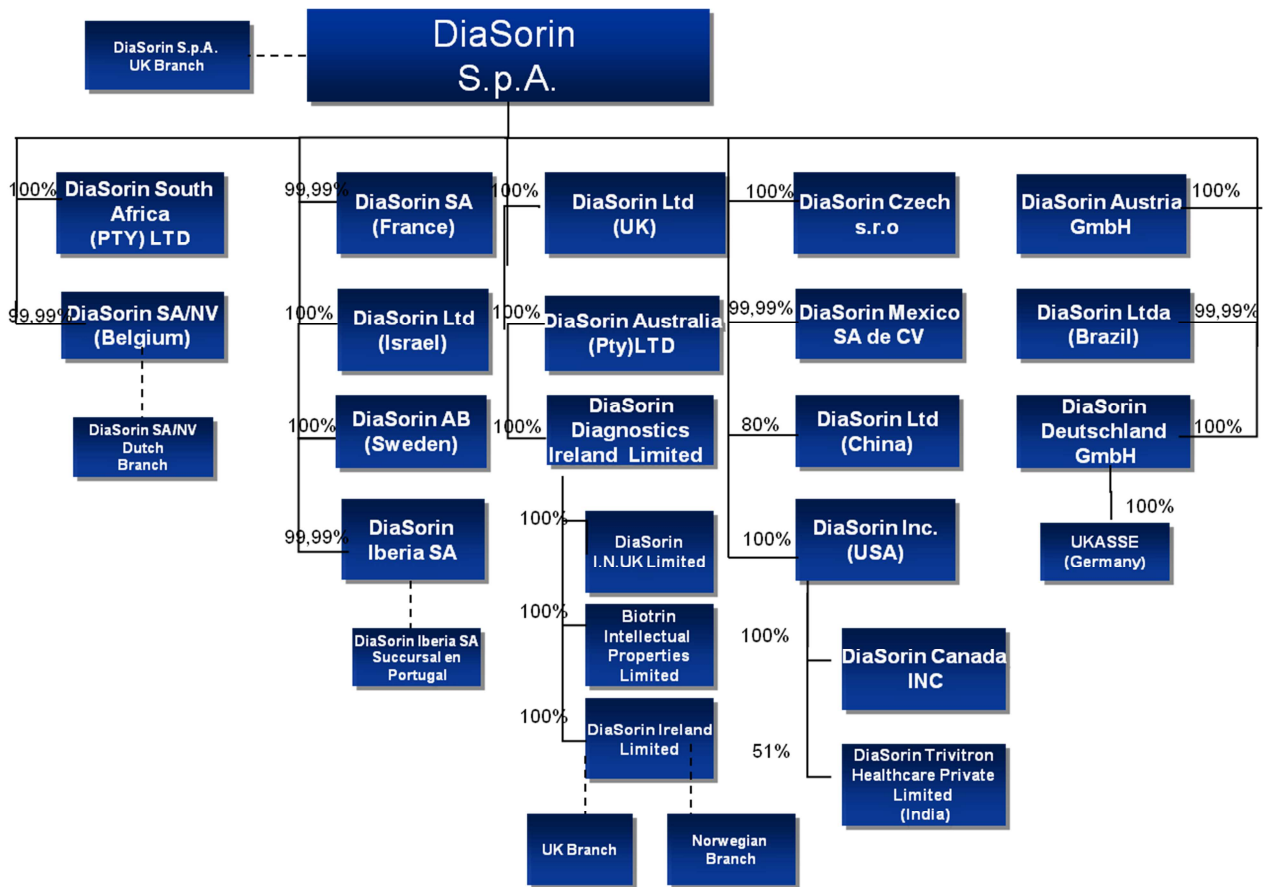 DiaSorin
S.p.A.
DiaSorin S.p.A.
UK Branch
100%
DiaSorin South
Africa
(PTY) LTD
99,99%
DiaSorin SA/NV
(Belgium)
DiaSorin SA/NV
Dutch
Branch
99,99%
DiaSorin SA
(France)
100%
DiaSorin Ltd
(Israel)
100%
DiaSorin AB
(Sweden)
99,99%
DiaSorin
Iberia SA
DiaSorin Iberia SA
Succursal en
Portugal
100%
DiaSorin Ltd
(UK)
100%
DiaSorin Australia
(Pty)LTD
100%
DiaSorin
Diagnostics
Ireland Limited
100%
DiaSorin
I.N.UK Limited
100%
Biotrin
Intellectual
Properties
Limited
100%
DiaSorin Ireland
Limited
UK Branch
Norwegian
Branch
100%
DiaSorin Czech
s.r.o
99,99%
DiaSorin Mexico
SA de CV
80%
DiaSorin Ltd
(China)
100%
DiaSorin Inc.
(USA)
100%
DiaSorin Canada
INC
51%
DiaSorin Trivitron
Healthcare Private
Limited
(India)
DiaSorin Austria
GmbH
100%
DiaSorin Ltda
(Brazil)
99,99%
DiaSorin
Deutschland
GmbH
100%
100%
UKASSE
(Germany)